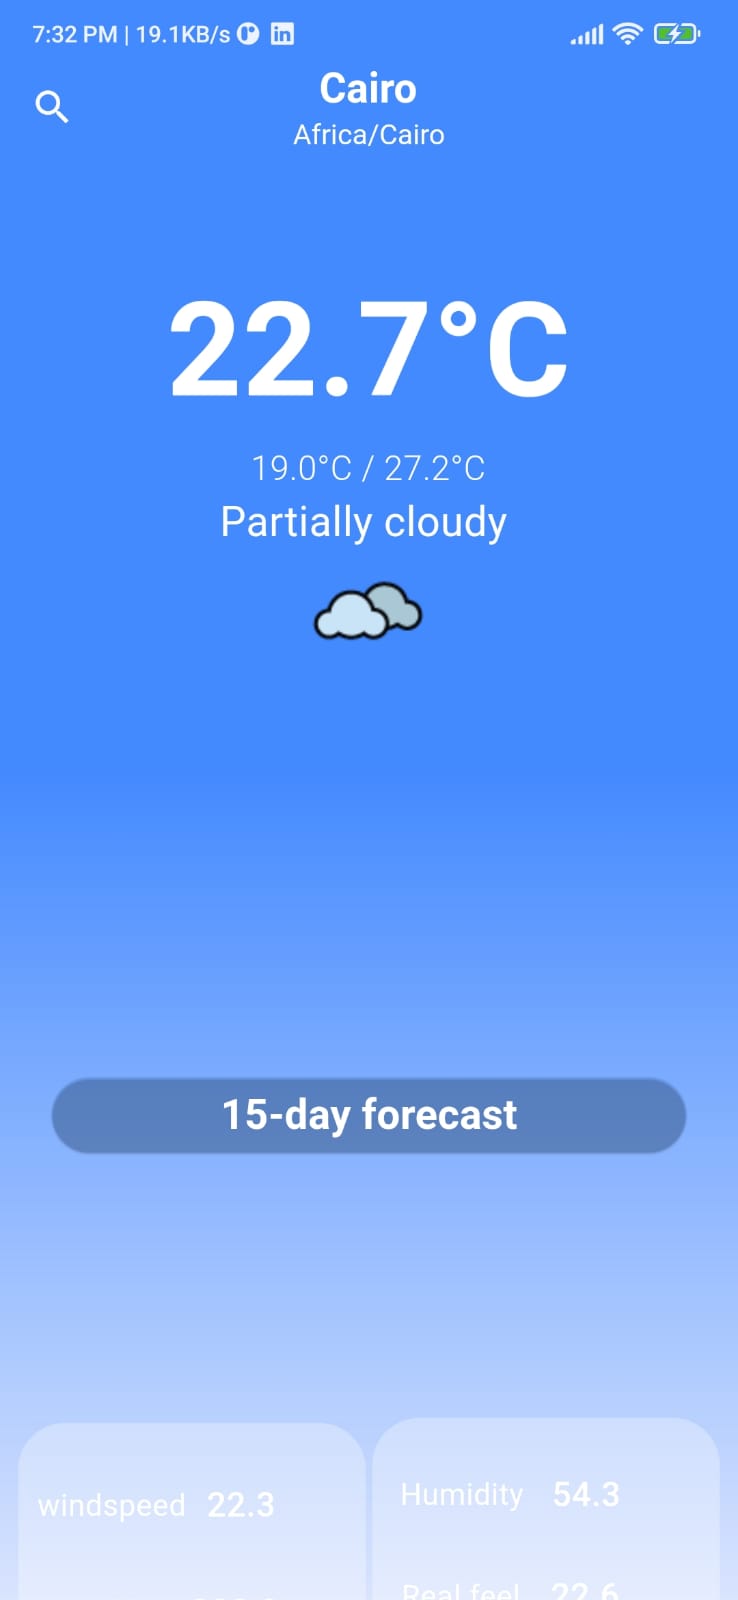 7:32 PM | 19.1KB/s
Cairo
Africa/Cairo
22.7°C
19.0°C / 27.2°C
Partially cloudy
15-day forecast
windspeed 22.3
Humidity 54.3
Real feel 22.6